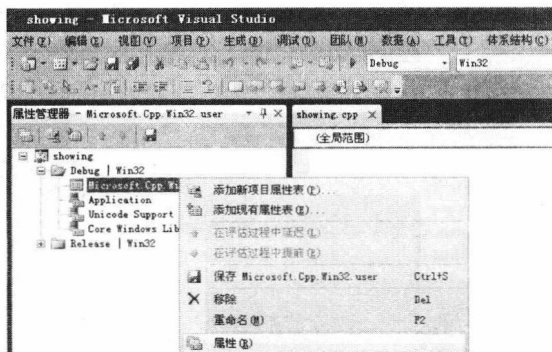 showing - Microsoft Visual Studio
文件(F) 编辑(E) 视图(V) 项目(P) 生成(B) 调试(D) 团队(M) 数据(A) 工具(T) 体系结构(C)
Debug Win32
属性管理器 - Microsoft.Cpp.Win32.user
showing.cpp
(全局范围)
showing
Debug | Win32
Microsoft.Cpp.Wi
Application
Unicode Support
Core Windows Lib
Release | Win32
添加新项目属性表(P)...
添加现有属性表(E)...
在评估过程中延迟(L)
在评估过程中提前(E)
保存 Microsoft.Cpp.Win32.user Ctrl+S
移除 Del
重命名(M) F2
属性(R)